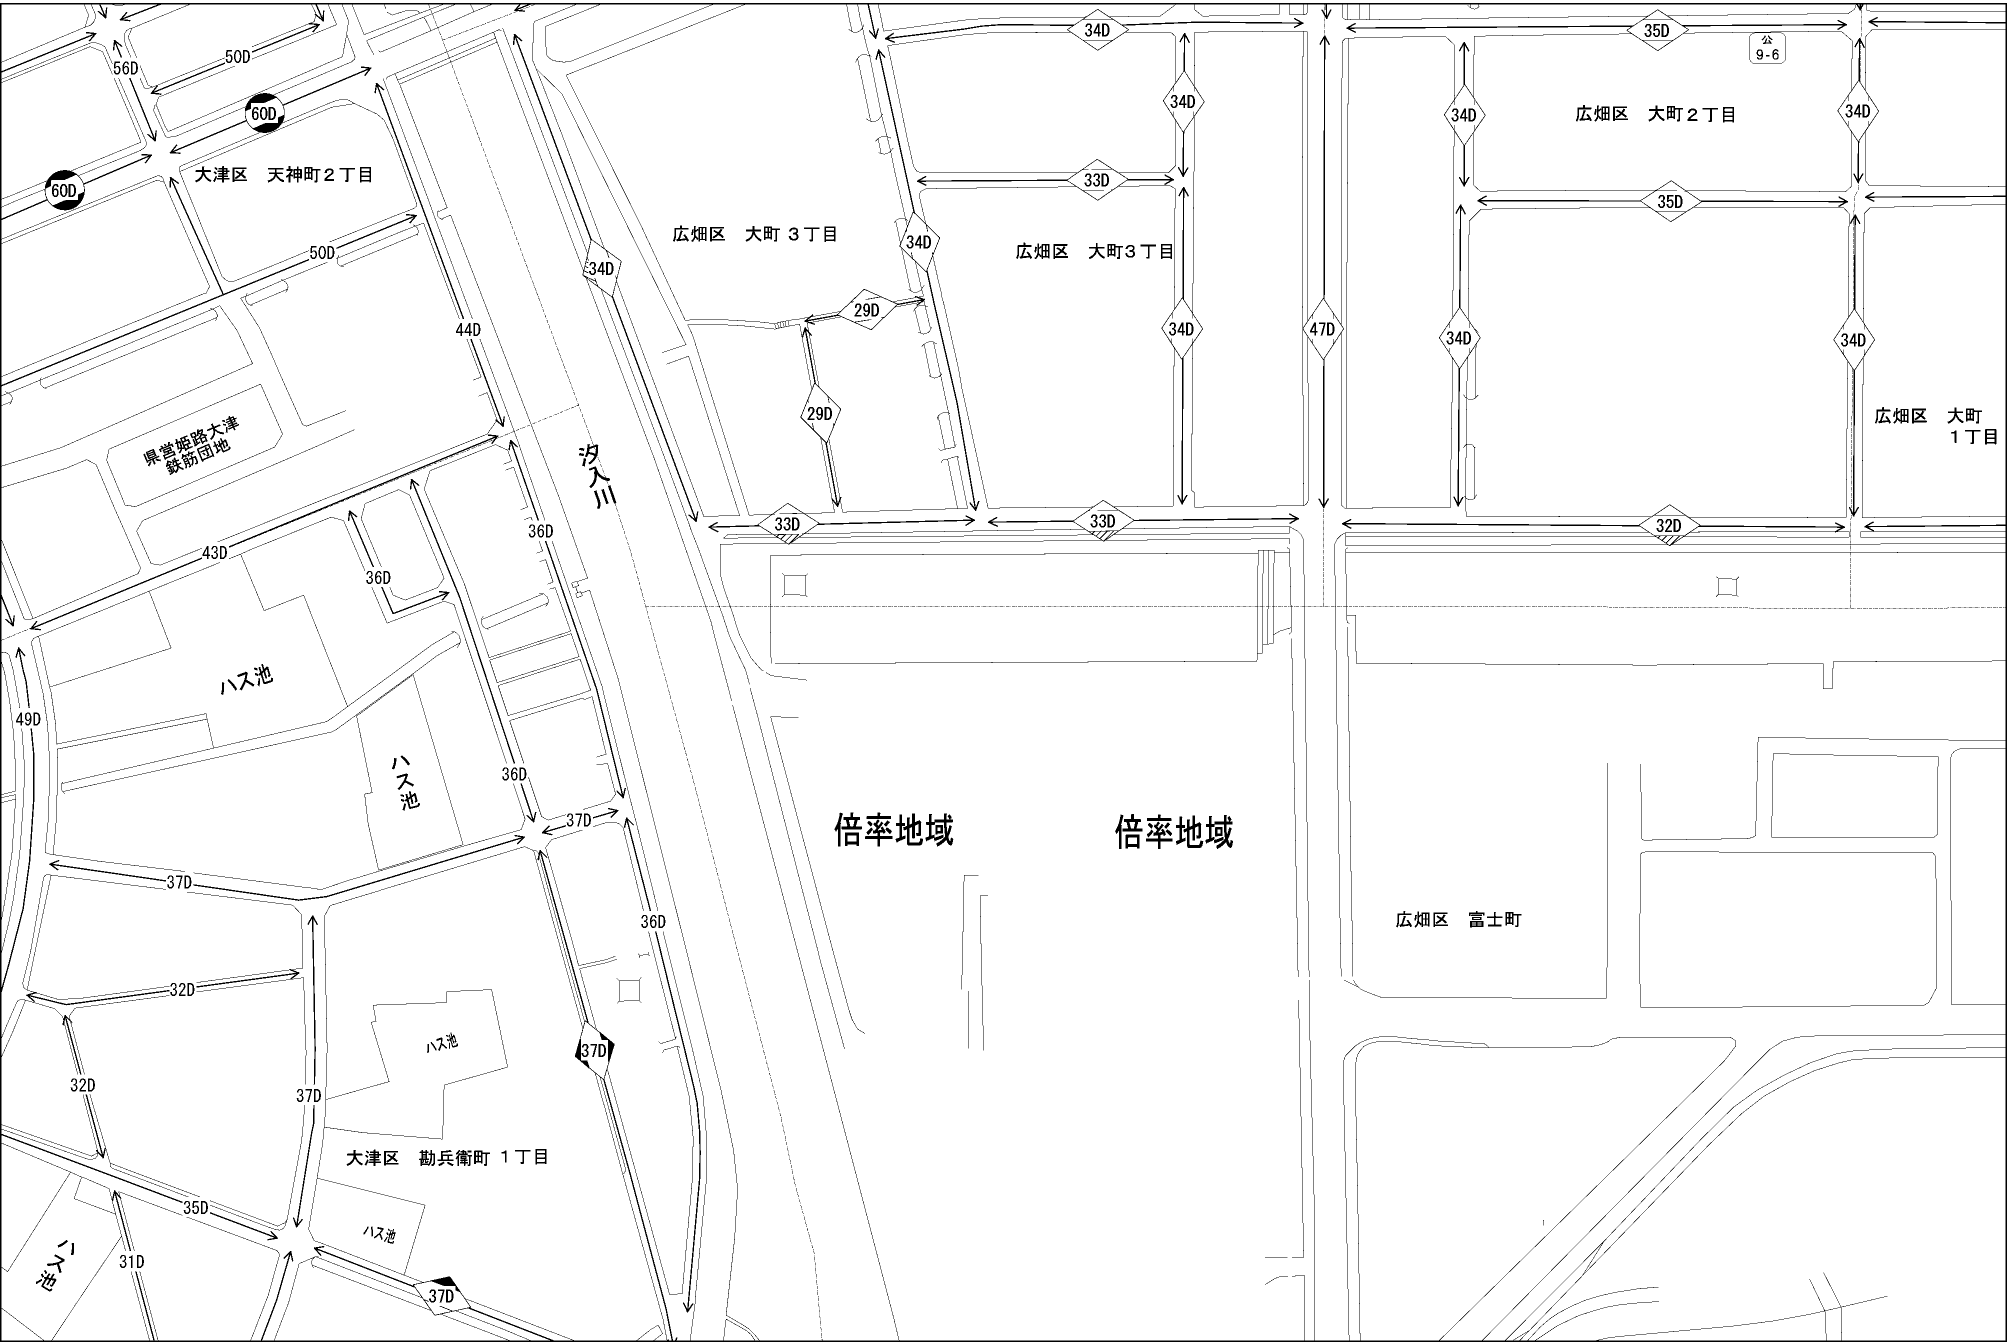 34D
35D
公
9-6
50D
56D
60D
34D
34D
34D
広畑区 大町2丁目
大津区 天神町2丁目
60D
33D
35D
広畑区 大町3丁目
34D
広畑区 大町3丁目
50D
34D
29D
44D
34D
47D
34D
34D
29D
広畑区 大町
1丁目
県営姫路大津
鉄筋団地
汐入川
33D
33D
32D
36D
43D
36D
ハス池
49D
ハス池
36D
37D
倍率地域
倍率地域
37D
36D
広畑区 富士町
32D
ハス池
37D
32D
37D
大津区 勘兵衛町 1丁目
35D
ハス池
ハス池
31D
37D